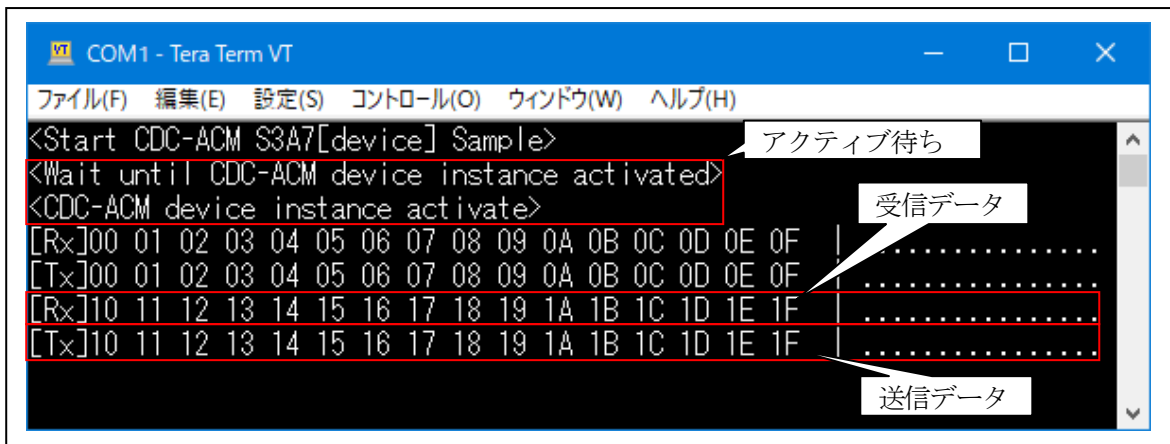 COM1 - Tera Term VT
ファイル(F) 編集(E) 設定(S) コントロール(O) ウィンドウ(W) ヘルプ(H)
<Start CDC-ACM S3A7[device] Sample>
アクティブ待ち
<Wait until CDC-ACM device instance activated>
<CDC-ACM device instance activate>
受信データ
[Rx]00 01 02 03 04 05 06 07 08 09 0A 0B 0C 0D 0E 0F | ................
[Tx]00 01 02 03 04 05 06 07 08 09 0A 0B 0C 0D 0E 0F | ................
[Rx]10 11 12 13 14 15 16 17 18 19 1A 1B 1C 1D 1E 1F | ................
[Tx]10 11 12 13 14 15 16 17 18 19 1A 1B 1C 1D 1E 1F | ................
送信データ